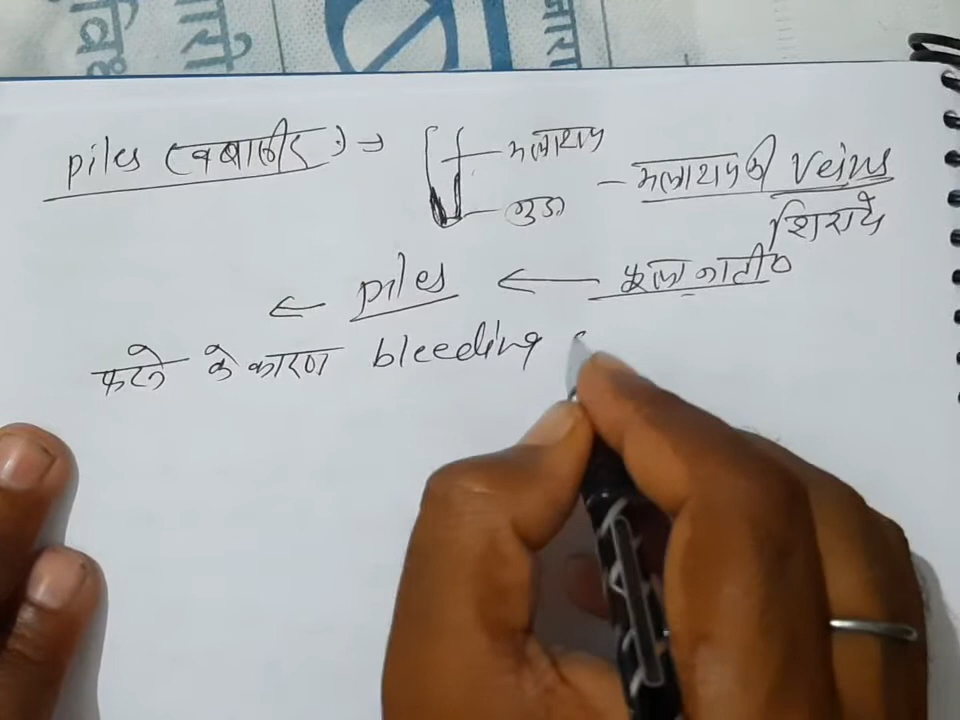 piles (बवासीर) →
मलाशय
गुदा
– मलाशय की Veins
शिरायें
← piles ← फूल जाती है
फटने के कारण bleeding